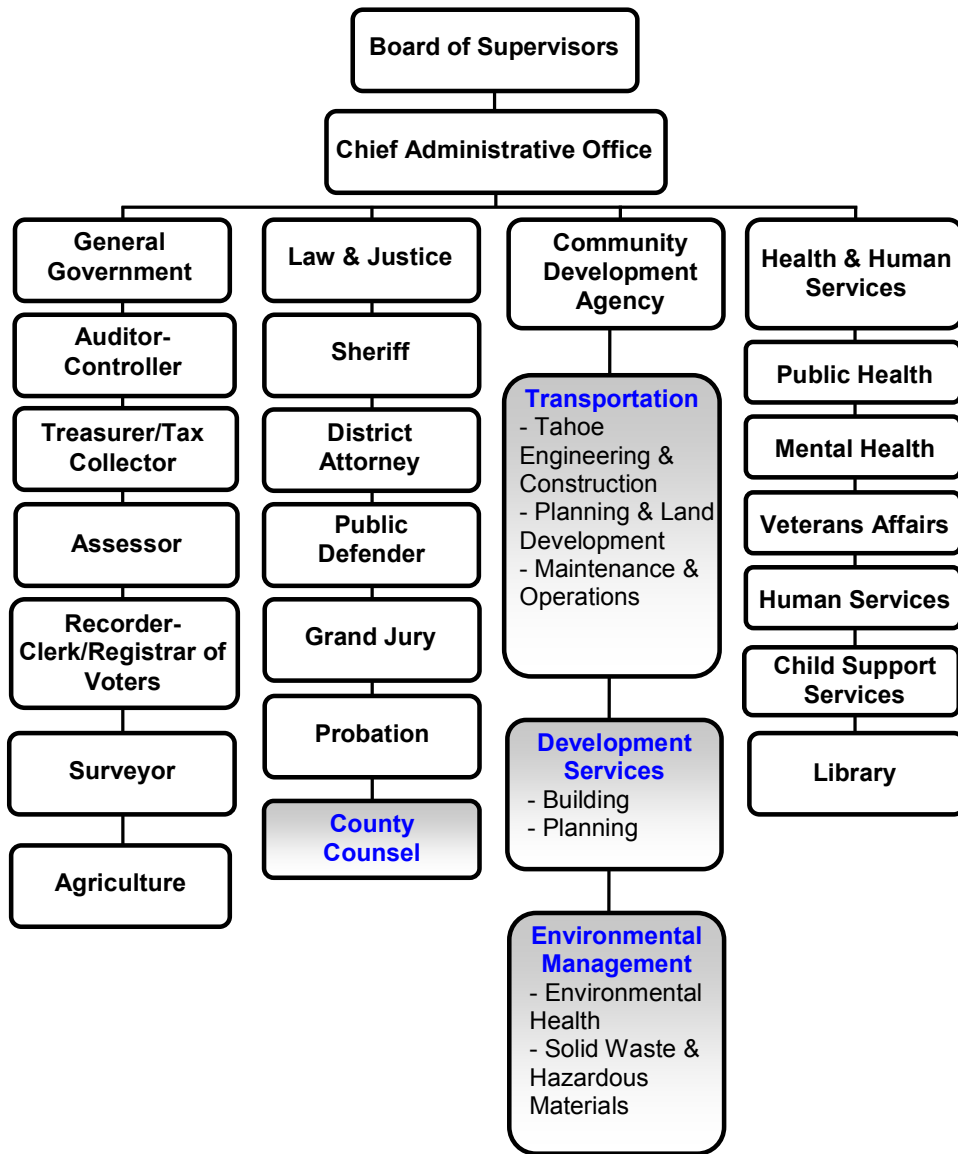 Board of Supervisors
Chief Administrative Office
General
Government
Auditor-
Controller
Treasurer/Tax
Collector
Assessor
Recorder-
Clerk/Registrar of
Voters
Surveyor
Agriculture
Law & Justice
Sheriff
District
Attorney
Public
Defender
Grand Jury
Probation
County
Counsel
Community
Development
Agency
Transportation
- Tahoe
Engineering &
Construction
- Planning & Land
Development
- Maintenance &
Operations
Development
Services
- Building
- Planning
Environmental
Management
- Environmental
Health
- Solid Waste &
Hazardous
Materials
Health & Human
Services
Public Health
Mental Health
Veterans Affairs
Human Services
Child Support
Services
Library